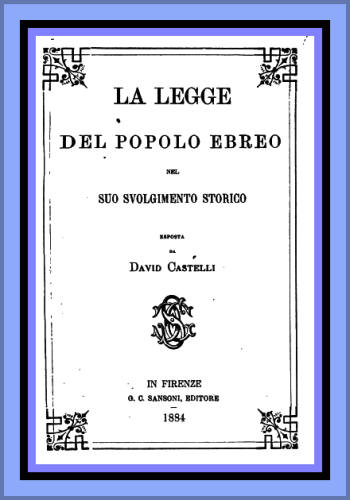 LA LEGGE
DEL POPOLO EBREO
NEL
SUO SVOLGIMENTO STORICO
ESPOSTA
DA
DAVID CASTELLI
IN FIRENZE
G. C. SANSONI, EDITORE
1884